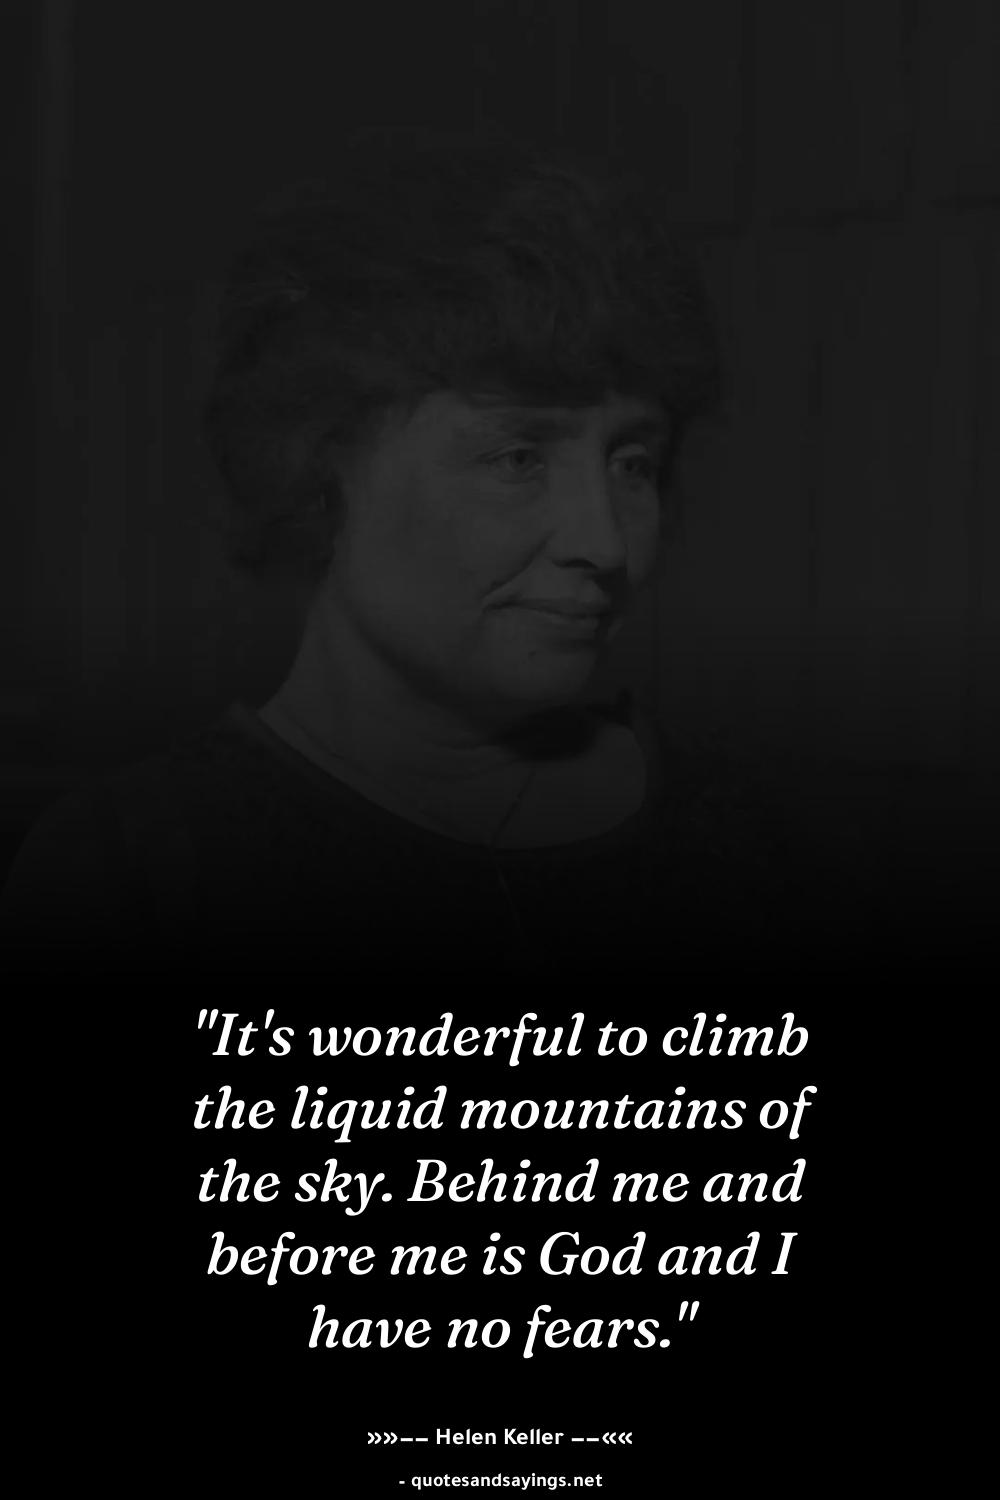 "It's wonderful to climb
the liquid mountains of
the sky. Behind me and
before me is God and I
have no fears."
»»–– Helen Keller ––««
- quotesandsayings.net